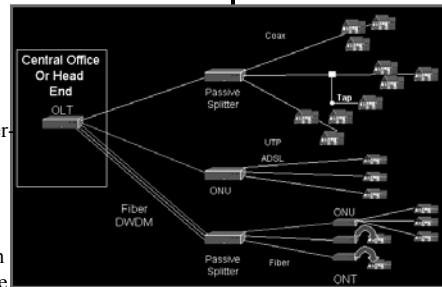 Coax
Central Office
Or Head
End
OLT
Passive
Splitter
Tap
UTP
ADSL
ONU
Fiber
DWDM
ONU
Passive
Splitter
Fiber
ONT